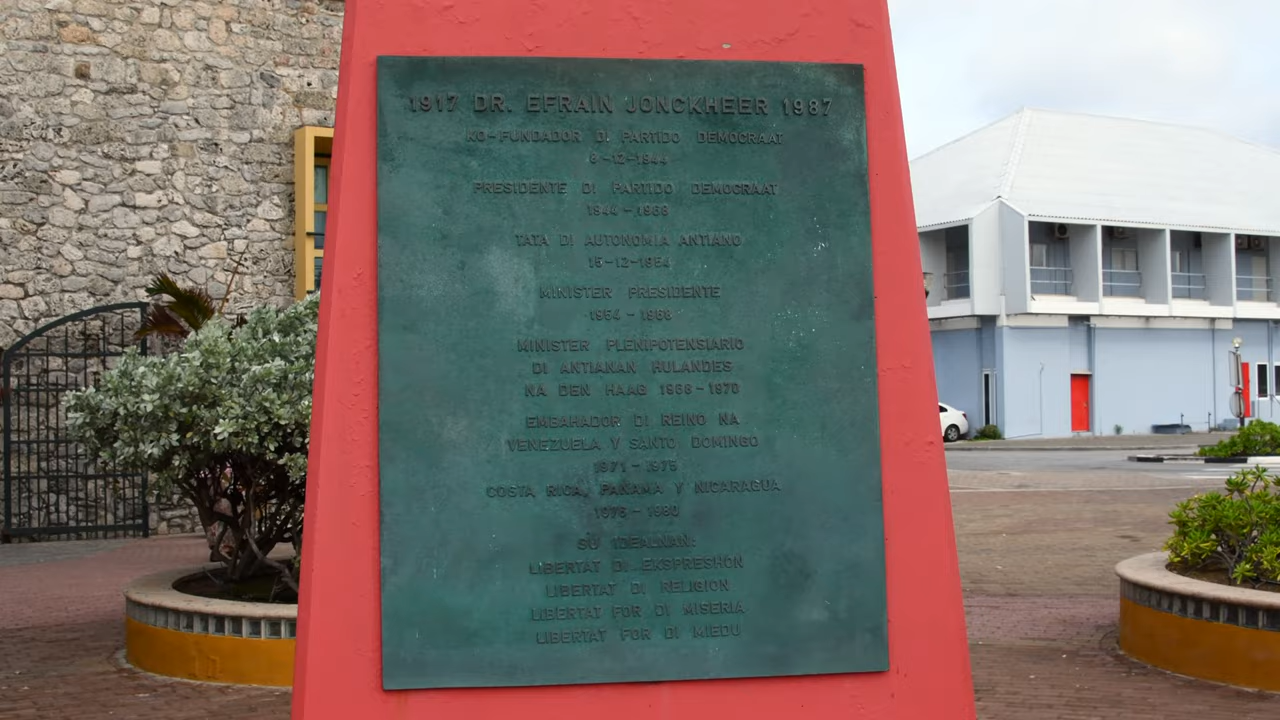 1917 DR. EFRAIN JONCKHEER 1987
KO-FUNDADOR DI PARTIDO DEMOCRAAT
8-12-1944
PRESIDENTE DI PARTIDO DEMOCRAAT
1944 - 1968
TATA DI AUTONOMIA ANTIANO
15-12-1954
MINISTER PRESIDENTE
1954 - 1968
MINISTER PLENIPOTENSIARIO
DI ANTIANAN HULANDES
NA DEN HAAG 1968 - 1970
EMBAHADOR DI REINO NA
VENEZUELA Y SANTO DOMINGO
1971 - 1975
COSTA RICA, PANAMA Y NICARAGUA
1976 - 1980
SU IDEALNAN:
LIBERTAT DI EKSPRESHON
LIBERTAT DI RELIGION
LIBERTAT FOR DI MISERIA
LIBERTAT FOR DI MIEDU